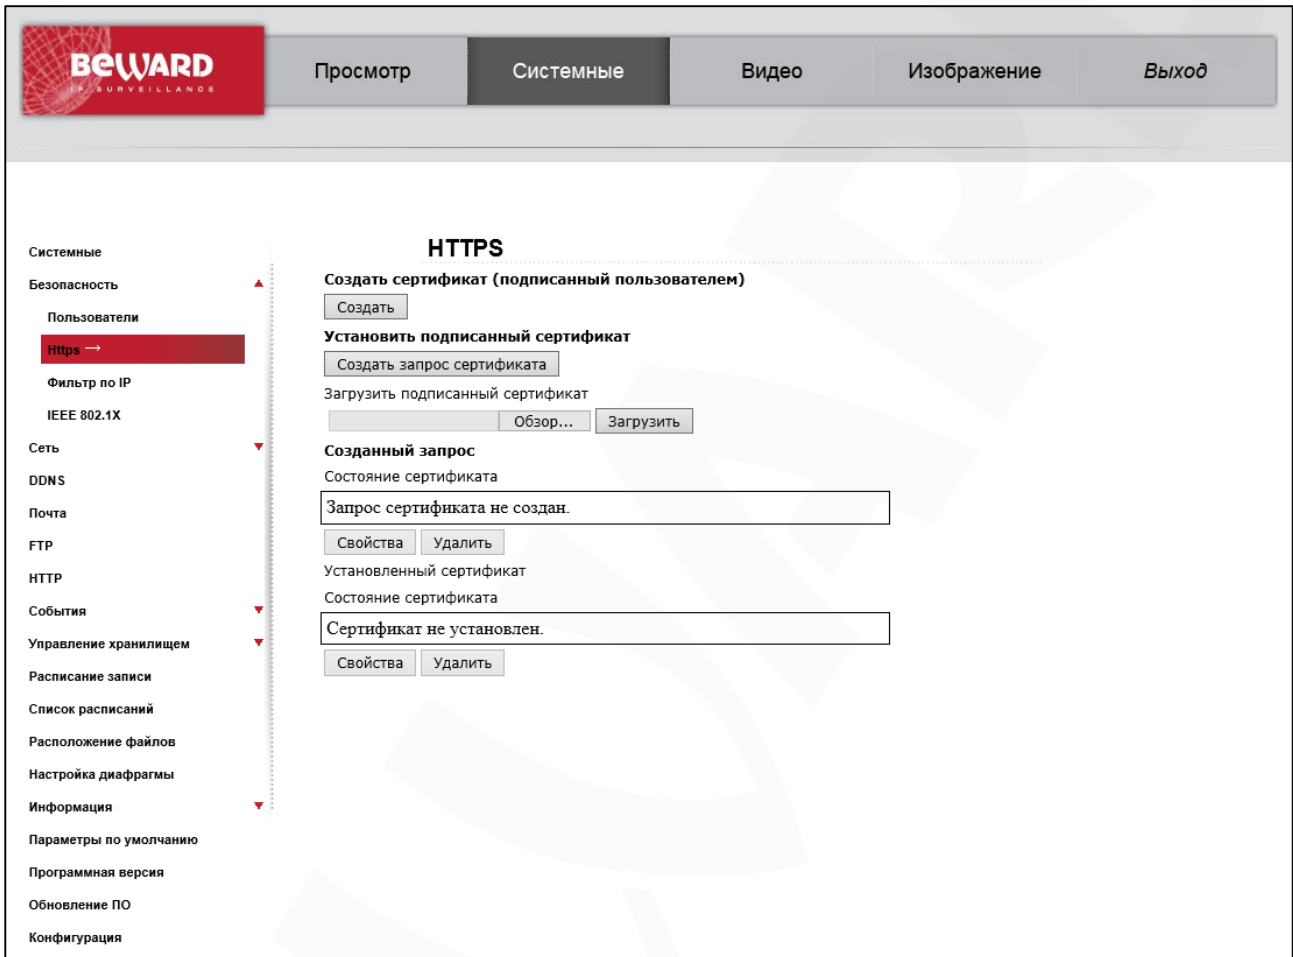 BEWARD
IP SURVEILLANCE
Просмотр
Системные
Видео
Изображение
Выход
Системные
Безопасность
Пользователи
Https →
Фильтр по IP
IEEE 802.1X
Сеть
DDNS
Почта
FTP
HTTP
События
Управление хранилищем
Расписание записи
Список расписаний
Расположение файлов
Настройка диафрагмы
Информация
Параметры по умолчанию
Программная версия
Обновление ПО
Конфигурация
HTTPS
Создать сертификат (подписанный пользователем)
Создать
Установить подписанный сертификат
Создать запрос сертификата
Загрузить подписанный сертификат
Обзор... Загрузить
Созданный запрос
Состояние сертификата
Запрос сертификата не создан.
Свойства Удалить
Установленный сертификат
Состояние сертификата
Сертификат не установлен.
Свойства Удалить